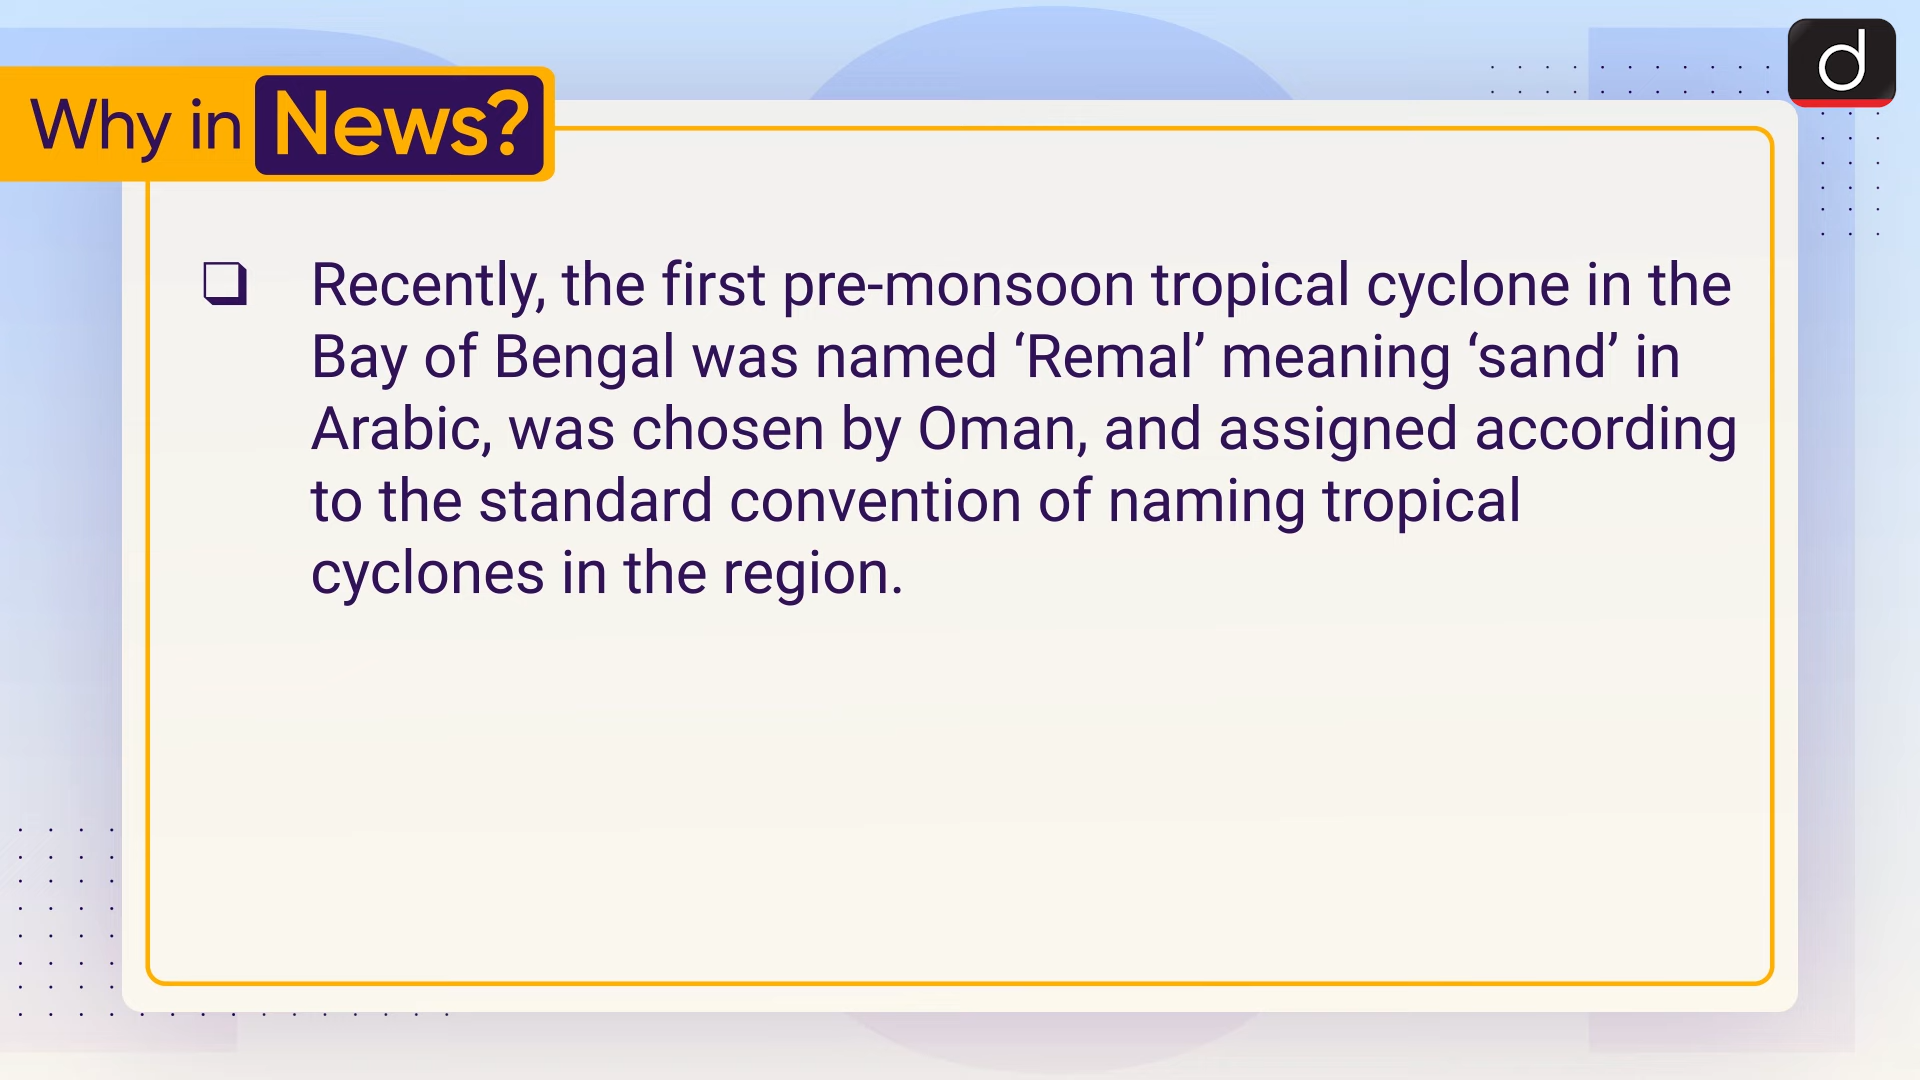 Why in News?
d
❑ Recently, the first pre-monsoon tropical cyclone in the
Bay of Bengal was named ‘Remal’ meaning ‘sand’ in
Arabic, was chosen by Oman, and assigned according
to the standard convention of naming tropical
cyclones in the region.